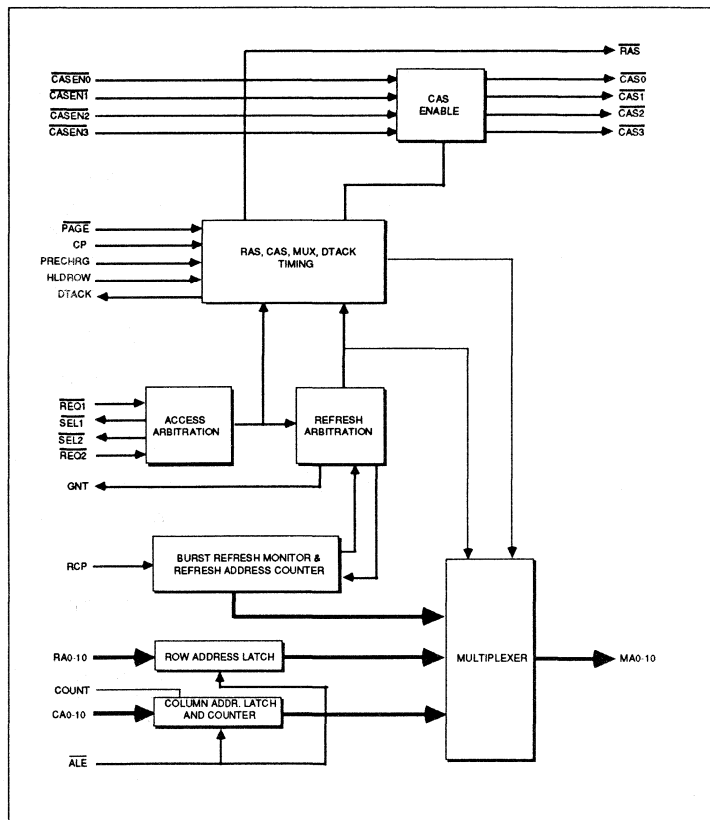 RAS
CASEN0
CASEN1
CASEN2
CASEN3
CAS
ENABLE
CAS0
CAS1
CAS2
CAS3
PAGE
CP
PRECHRG
HLDROW
DTACK
RAS, CAS, MUX, DTACK
TIMING
REQ1
SEL1
SEL2
REQ2
GNT
ACCESS
ARBITRATION
REFRESH
ARBITRATION
RCP
BURST REFRESH MONITOR &
REFRESH ADDRESS COUNTER
RA0-10
ROW ADDRESS LATCH
COUNT
CA0-10
COLUMN ADDR. LATCH
AND COUNTER
ALE
MULTIPLEXER
MA0-10